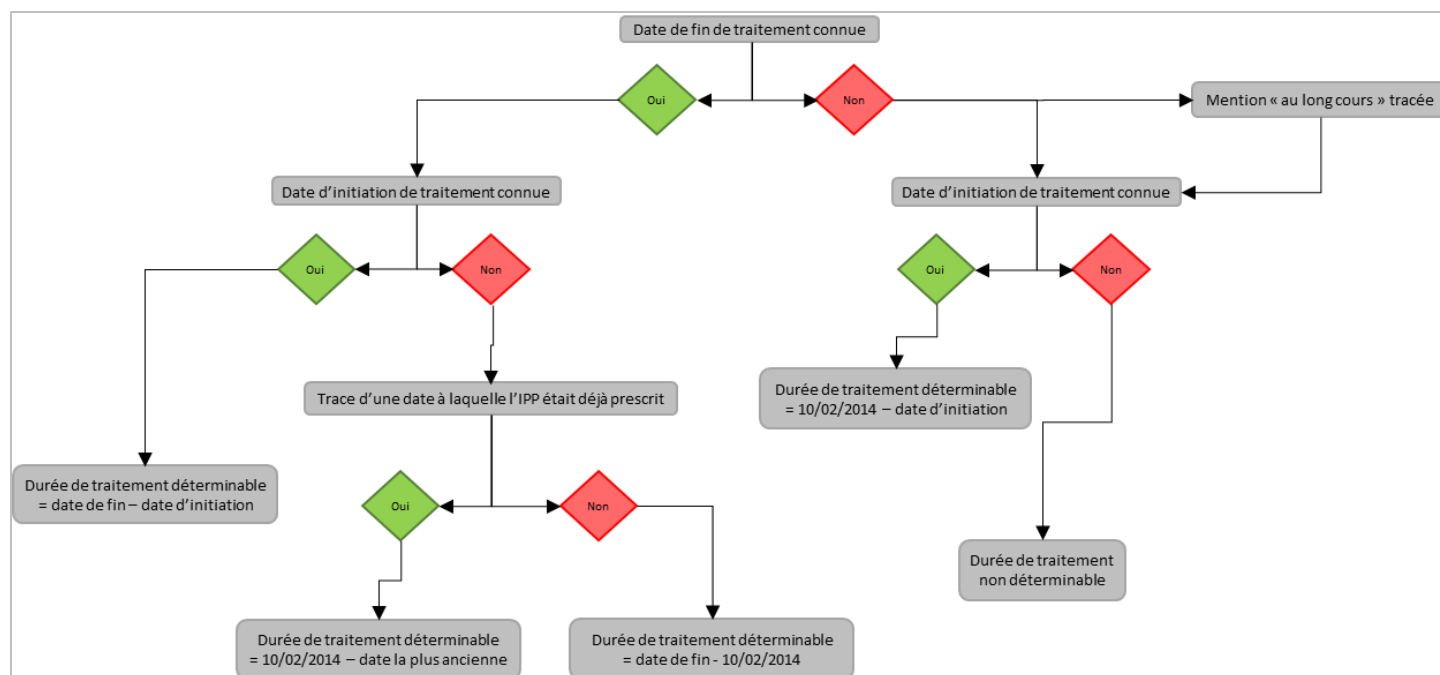 Date de fin de traitement connue
Oui
Non
Mention « au long cours » tracée
Date d’initiation de traitement connue
Date d’initiation de traitement connue
Oui
Non
Oui
Non
Trace d’une date à laquelle l’IPP était déjà prescrit
Durée de traitement déterminable
= 10/02/2014 – date d’initiation
Durée de traitement déterminable
= date de fin – date d’initiation
Oui
Non
Durée de traitement
non déterminable
Durée de traitement déterminable
= 10/02/2014 – date la plus ancienne
Durée de traitement déterminable
= date de fin - 10/02/2014